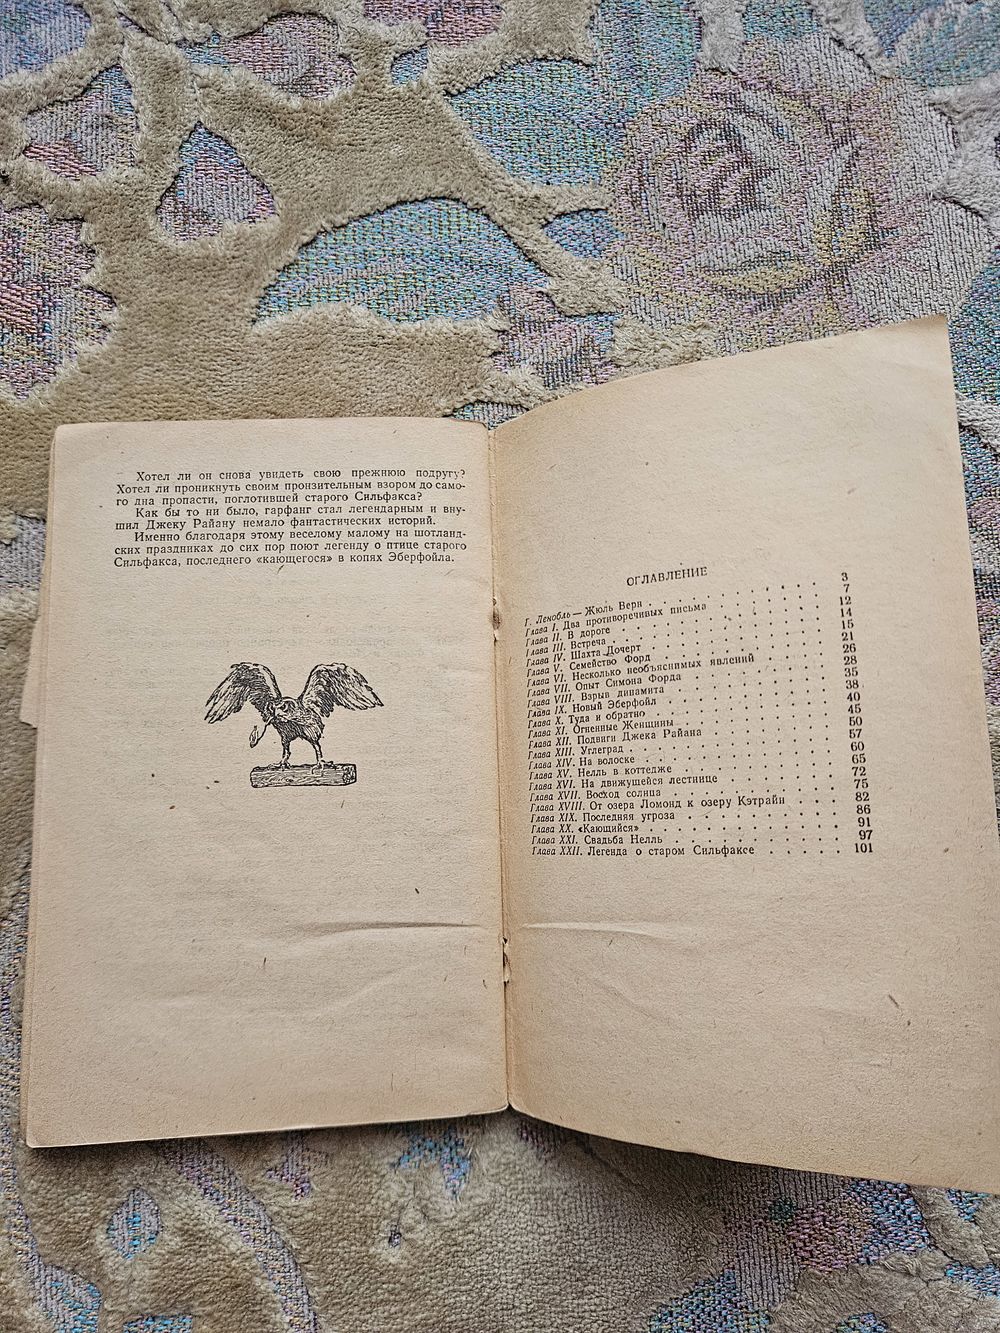 Хотел ли он снова увидеть свою прежнюю подругу?
Хотел ли проникнуть своим пронзительным взором до само-
го дна пропасти, поглотившей старого Сильфакса?
Как бы то ни было, гарфанг стал легендарным и вну-
шил Джеку Райану немало фантастических историй.
Именно благодаря этому веселому малому на шотланд-
ских праздниках до сих пор поют легенду о птице старого
Сильфакса, последнего «кающегося» в копях Эберфойла.
ОГЛАВЛЕНИЕ
Г. Ленобль — Жюль Верн . . . . . . . . . 3
Глава I. Два противоречивых письма . . . . . . . 7
Глава II. В дороге . . . . . . . . . . 12
Глава III. Встреча . . . . . . . . . . 14
Глава IV. Шахта Дочерт . . . . . . . . . 15
Глава V. Семейство Форд . . . . . . . . . 21
Глава VI. Несколько необъяснимых явлений . . . . . 26
Глава VII. Опыт Симона Форда . . . . . . . 28
Глава VIII. Взрыв динамита . . . . . . . . 35
Глава IX. Новый Эберфойл . . . . . . . . 38
Глава X. Туда и обратно . . . . . . . . . 40
Глава XI. Огненные Женщины . . . . . . . . 45
Глава XII. Подвиги Джека Райана . . . . . . . 50
Глава XIII. Углеград . . . . . . . . . . 57
Глава XIV. На волоске . . . . . . . . . 60
Глава XV. Нелль в коттедже . . . . . . . . 65
Глава XVI. На движущейся лестнице . . . . . . 72
Глава XVII. Восход солнца . . . . . . . . 75
Глава XVIII. От озера Ломонд к озеру Кэтрайн . . . . 82
Глава XIX. Последняя угроза . . . . . . . . 86
Глава XX. «Кающийся» . . . . . . . . . 91
Глава XXI. Свадьба Нелль . . . . . . . . 97
Глава XXII. Легенда о старом Сильфаксе . . . . . 101